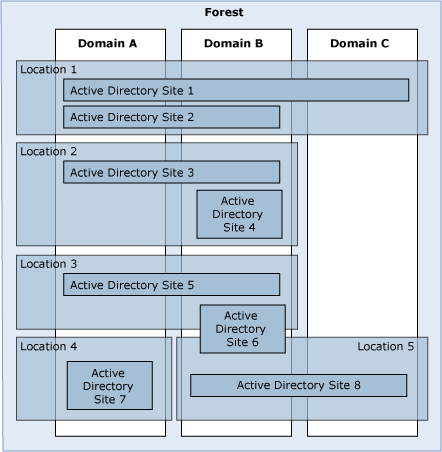 Forest
Domain A
Domain B
Domain C
Location 1
Active Directory Site 1
Active Directory Site 2
Location 2
Active Directory Site 3
Active
Directory
Site 4
Location 3
Active Directory Site 5
Active
Directory
Site 6
Location 4
Location 5
Active
Directory
Site 7
Active Directory Site 8